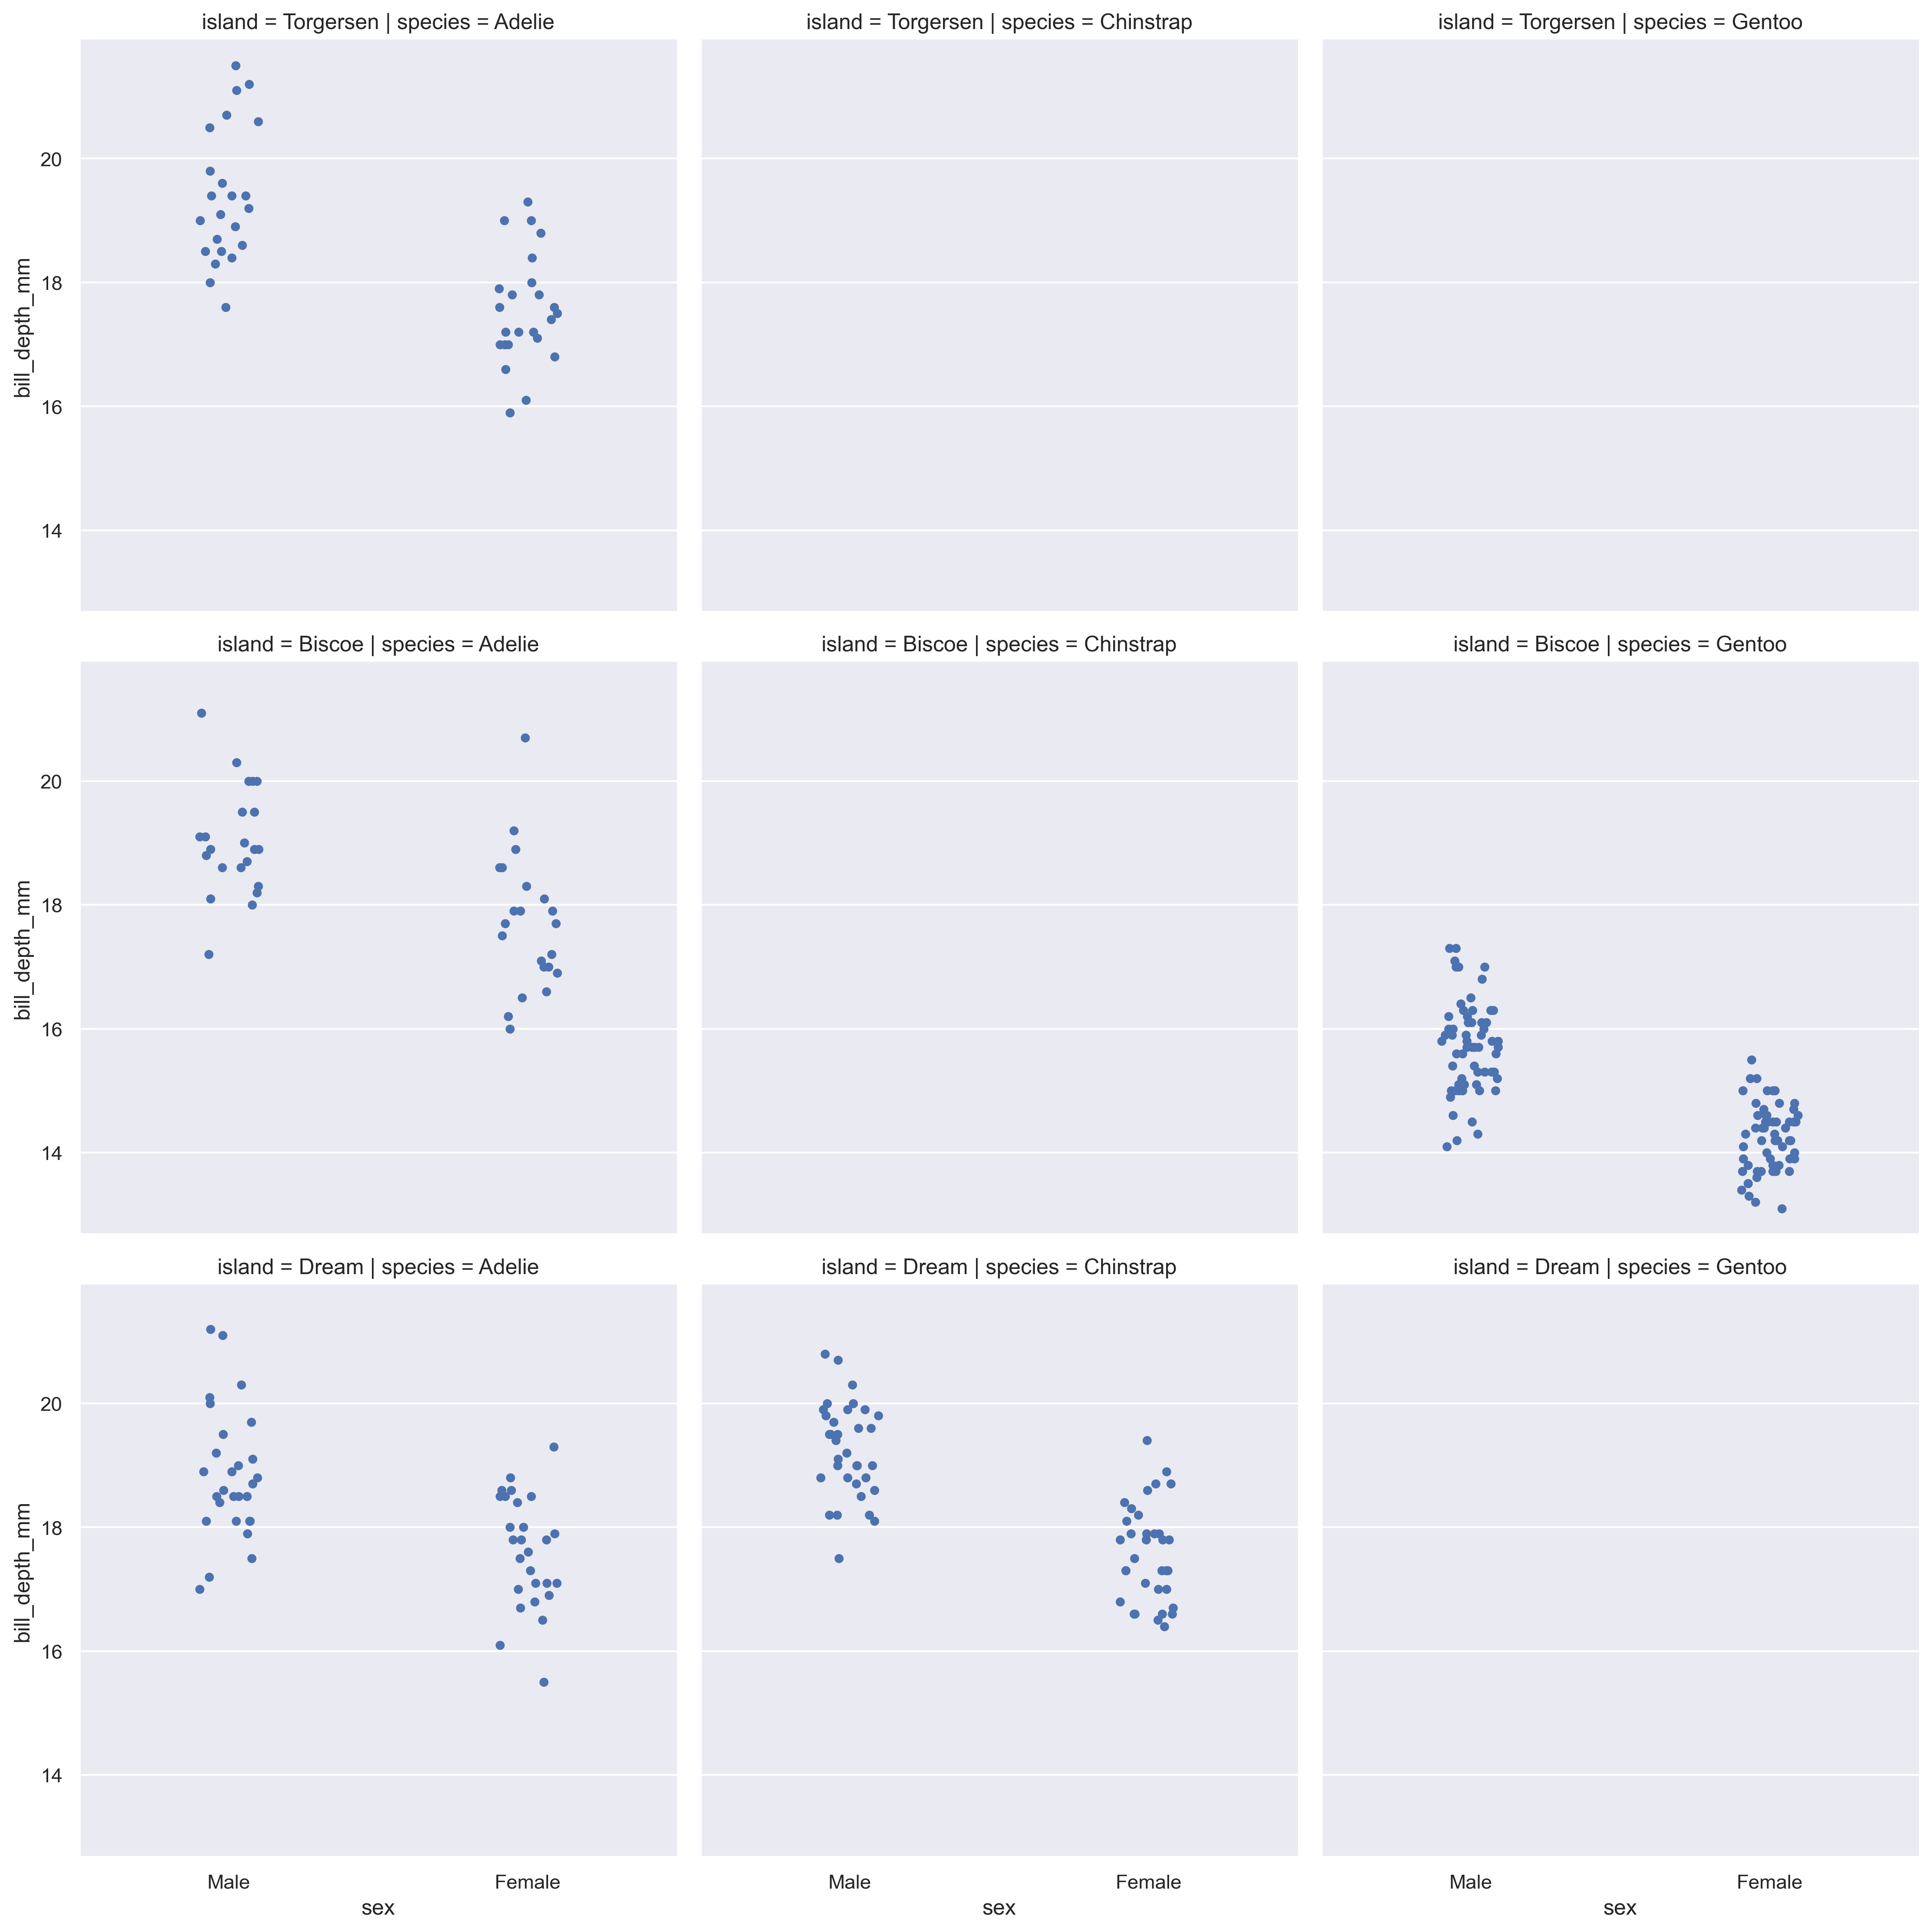 island = Torgersen | species = Adelie
island = Torgersen | species = Chinstrap
island = Torgersen | species = Gentoo
bill_depth_mm
20
18
16
14
island = Biscoe | species = Adelie
island = Biscoe | species = Chinstrap
island = Biscoe | species = Gentoo
bill_depth_mm
20
18
16
14
island = Dream | species = Adelie
island = Dream | species = Chinstrap
island = Dream | species = Gentoo
bill_depth_mm
20
18
16
14
Male
Female
sex
Male
Female
sex
Male
Female
sex